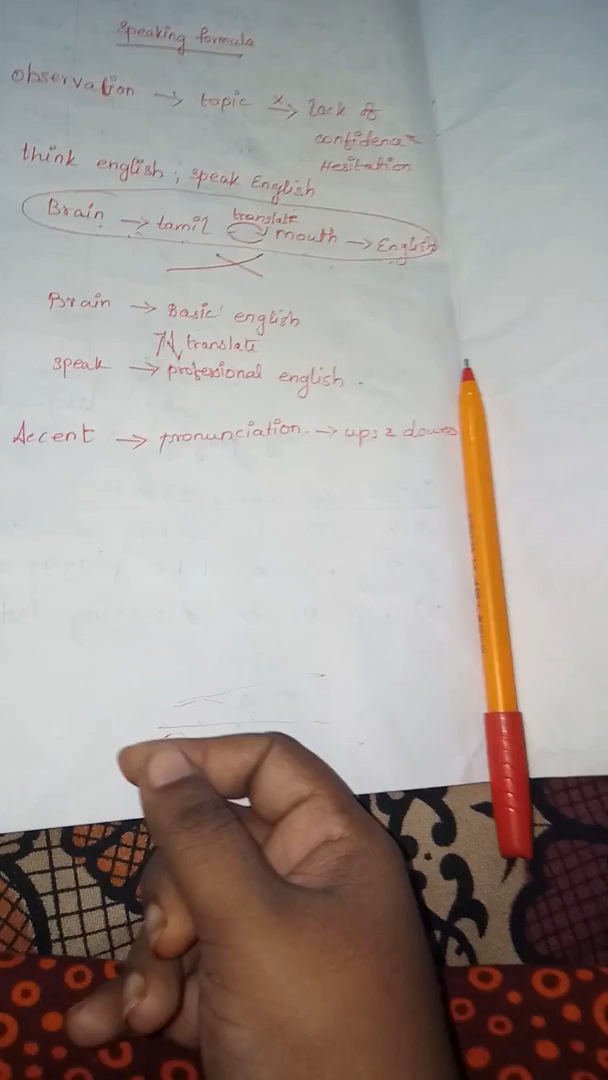 Speaking formula
observation → topic x→ lack of
confidence
Hesitation
think english, speak English
Brain → tamil translate mouth → English
Brain → Basic english
translate
speak → professional english.
Accent → pronunciation. → ups & downs